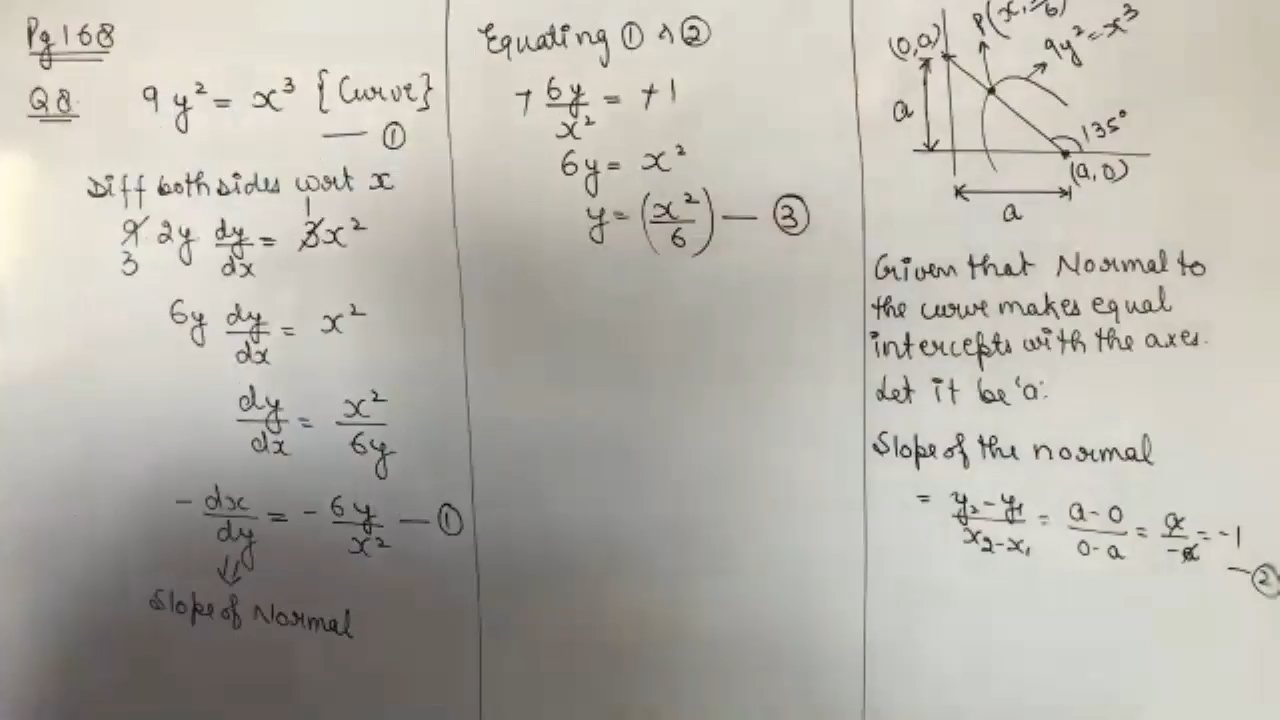 Pg 168
Q8. 9y² = x³ {Curve}
— ①
Diff both sides wrt x
9 2y dy/dx = 3x²
3 1
6y dy/dx = x²
dy/dx = x²/6y
- dx/dy = - 6y/x² — ①
⇓
Slope of Normal
Equating ① & ②
+ 6y/x² = + 1
6y = x²
y = (x²/6) — ③
(0,a)
9y² = x³
a
135°
(a,0)
a
Given that Normal to
the curve makes equal
intercepts with the axes.
Let it be 'a'.
Slope of the normal
= y₂-y₁/x₂-x₁ = a-0/0-a = a/-a = -1
— ②